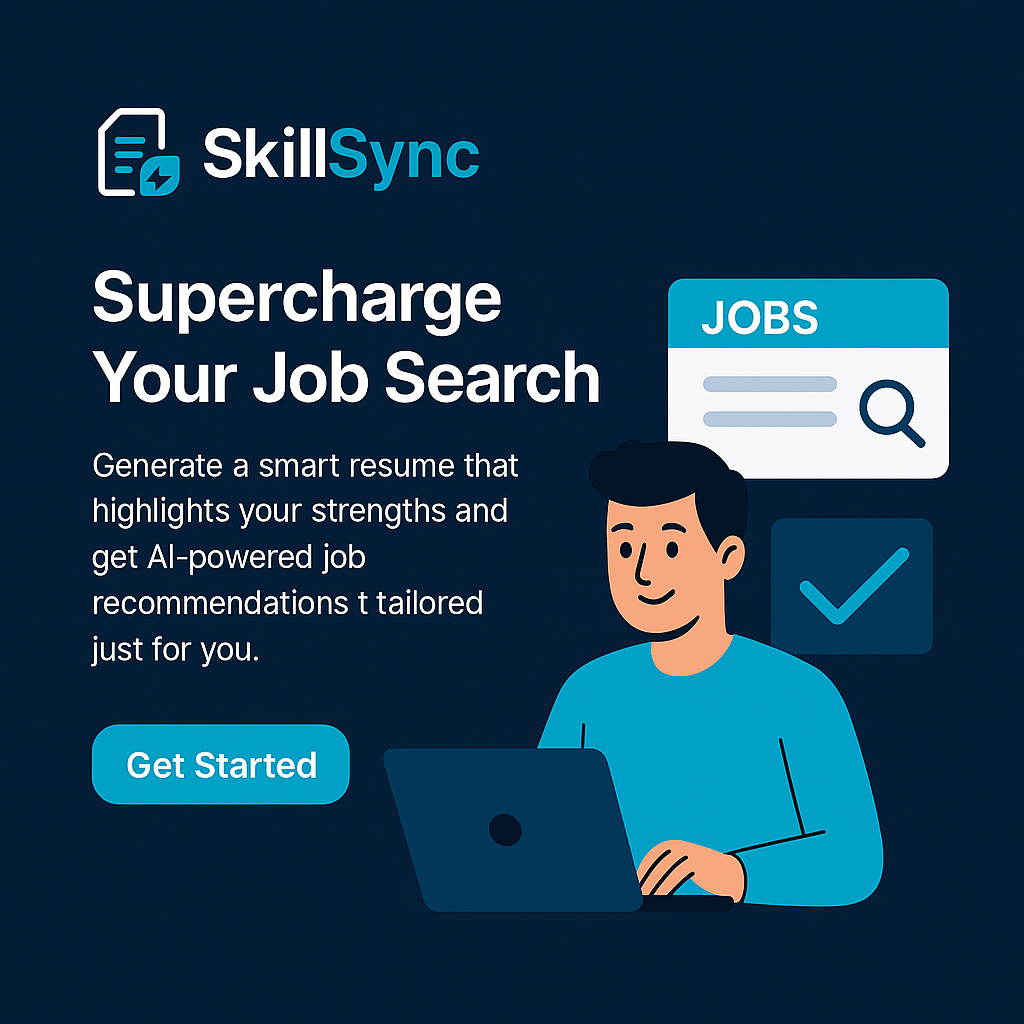 SkillSync
Supercharge
Your Job Search
Generate a smart resume that
highlights your strengths and
get AI-powered job
recommendations t tailored
just for you.
Get Started
JOBS